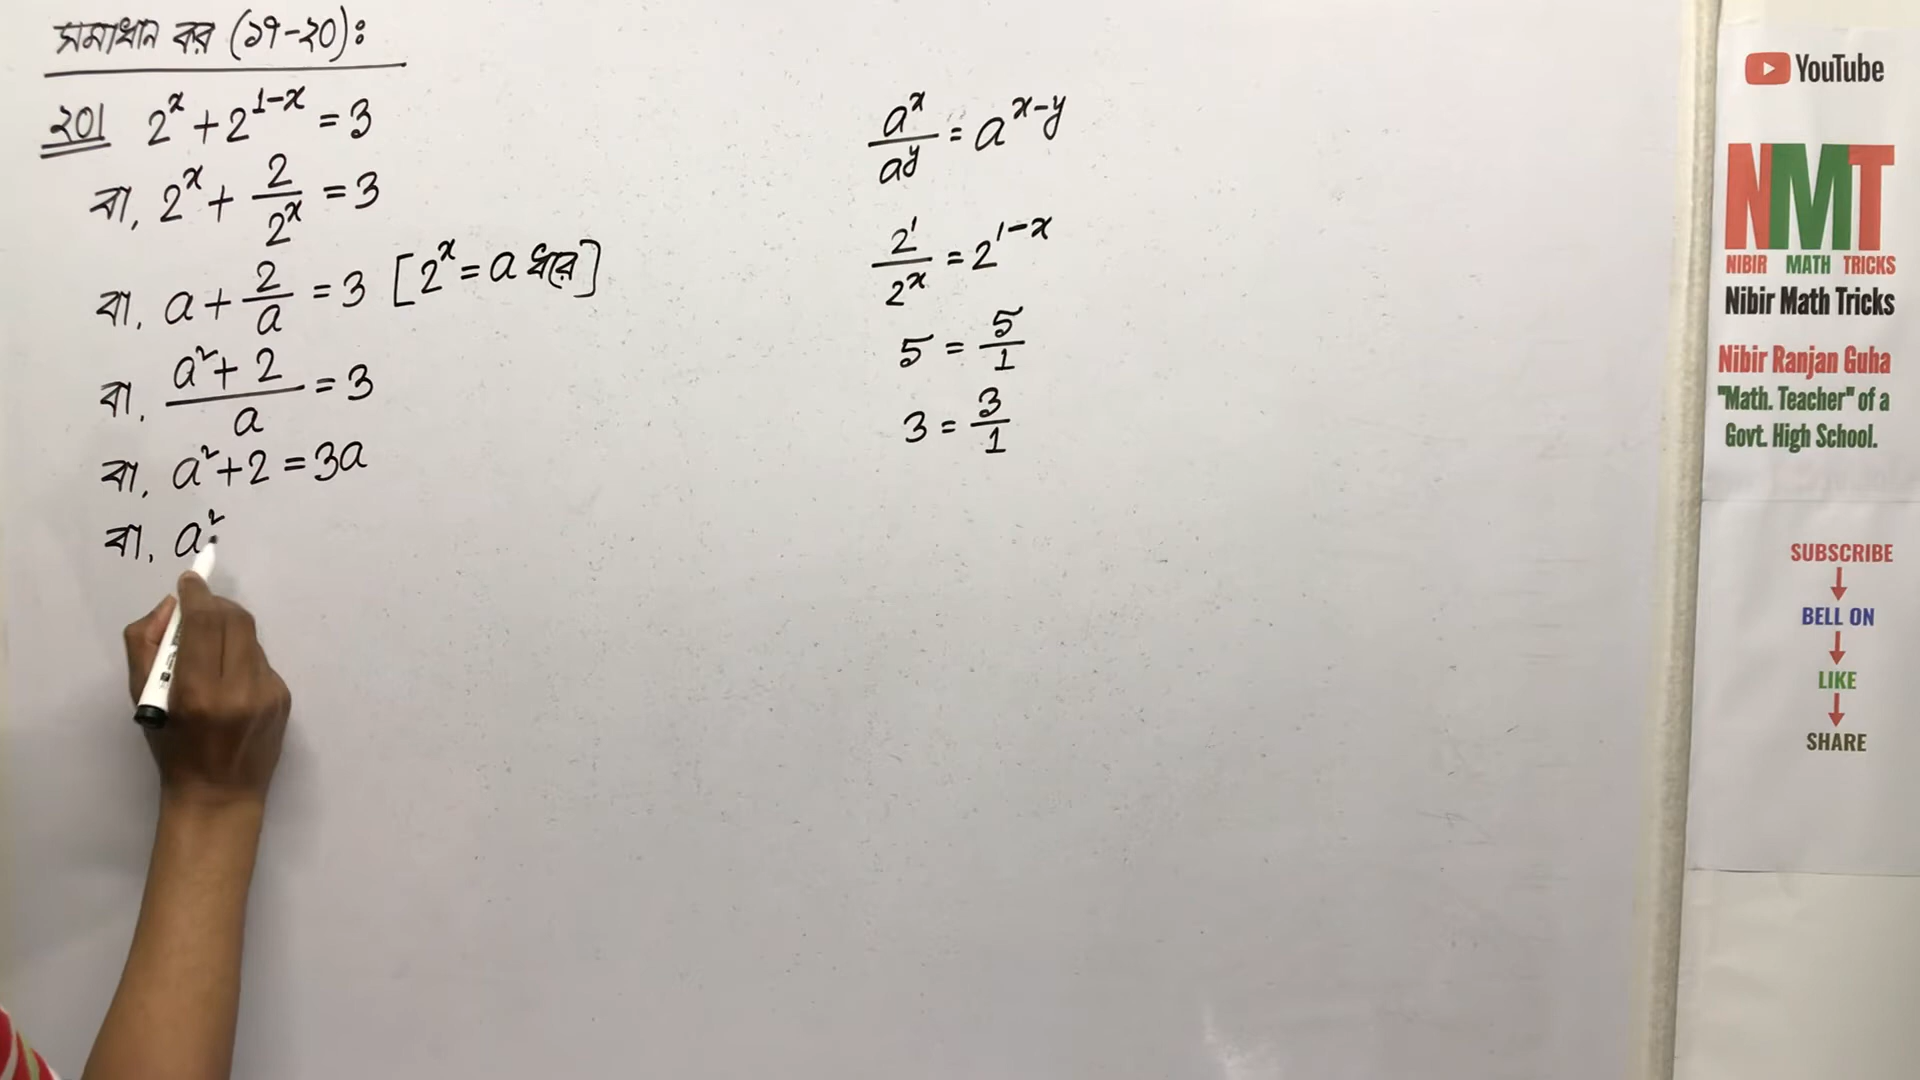 সমাধান কর (১৭-২০):
২০। 2^x + 2^{1-x} = 3
বা, 2^x + 2/2^x = 3
বা, a + 2/a = 3 [2^x = a ধরে]
বা, (a^2 + 2)/a = 3
বা, a^2 + 2 = 3a
বা, a^2
a^x/a^y = a^{x-y}
2^1/2^x = 2^{1-x}
5 = 5/1
3 = 3/1
YouTube
NMT
NIBIR MATH TRICKS
Nibir Math Tricks
Nibir Ranjan Guha
"Math. Teacher" of a
Govt. High School.
SUBSCRIBE
↓
BELL ON
↓
LIKE
↓
SHARE